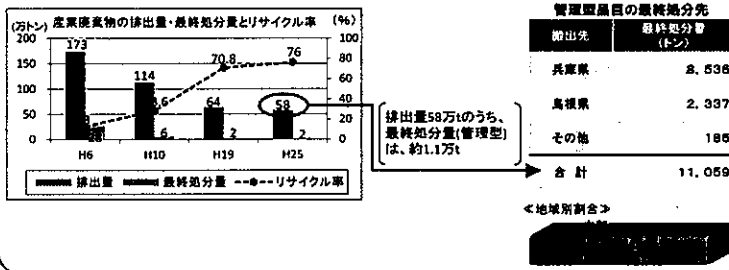 産業廃棄物の排出量・最終処分量とリサイクル率
(万トン)
(%)
200
150
100
50
0
100
80
60
40
20
0
173
114
64
58
70.8
76
6
2
2
H6
H10
H19
H25
排出量
最終処分量
リサイクル率
排出量58万tのうち、
最終処分量(管理型)
は、約1.1万t
管理型品目の最終処分先
搬出先
最終処分量
(トン)
兵庫県 8,536
島根県 2,337
その他 186
合計 11,059
≪地域別割合≫